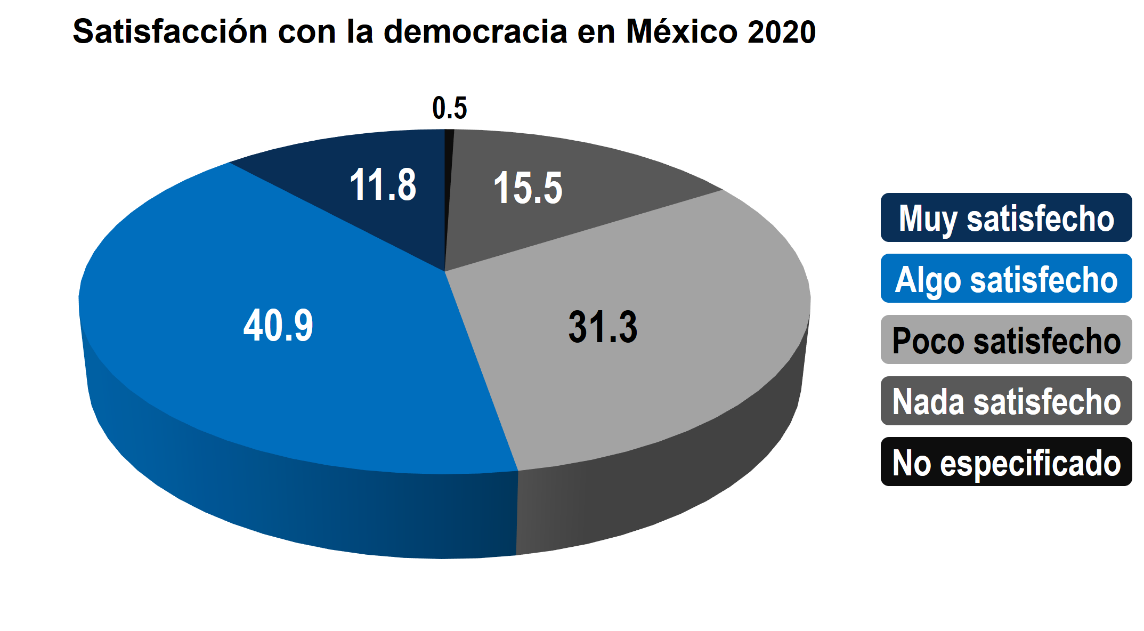 Satisfacción con la democracia en México 2020
0.5
11.8
15.5
40.9
31.3
Muy satisfecho
Algo satisfecho
Poco satisfecho
Nada satisfecho
No especificado